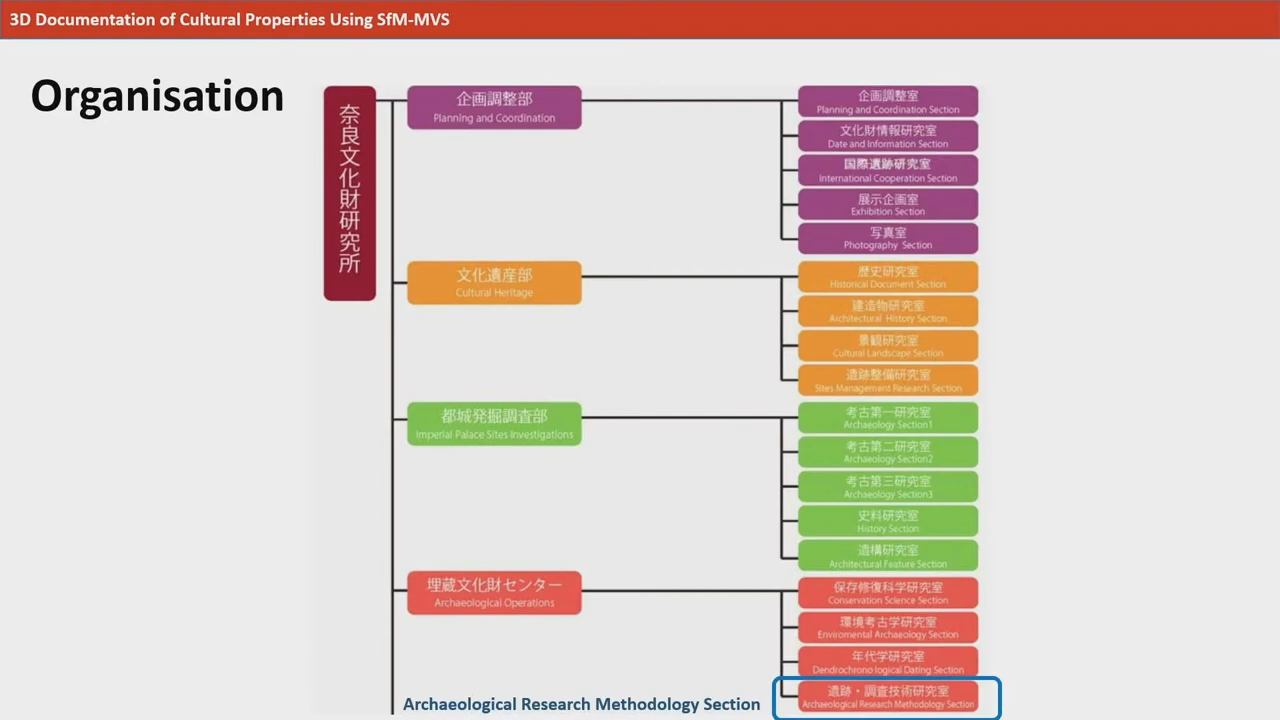 3D Documentation of Cultural Properties Using SfM-MVS
Organisation
奈良文化財研究所
企画調整部
Planning and Coordination
企画調整室
Planning and Coordination Section
文化財情報研究室
Date and Information Section
国際遺跡研究室
International Cooperation Section
展示企画室
Exhibition Section
写真室
Photography Section
文化遺産部
Cultural Heritage
歴史研究室
Historical Document Section
建造物研究室
Architectural History Section
景観研究室
Cultural Landscape Section
遺跡整備研究室
Sites Management Research Section
都城発掘調査部
Imperial Palace Sites Investigations
考古第一研究室
Archaeology Section1
考古第二研究室
Archaeology Section2
考古第三研究室
Archaeology Section3
史料研究室
History Section
遺構研究室
Architectural Feature Section
埋蔵文化財センター
Archaeological Operations
保存修復科学研究室
Conservation Science Section
環境考古学研究室
Enviromental Archaeology Section
年代学研究室
Dendrochrono logical Dating Section
遺跡・調査技術研究室
Archaeological Research Methodology Section
Archaeological Research Methodology Section